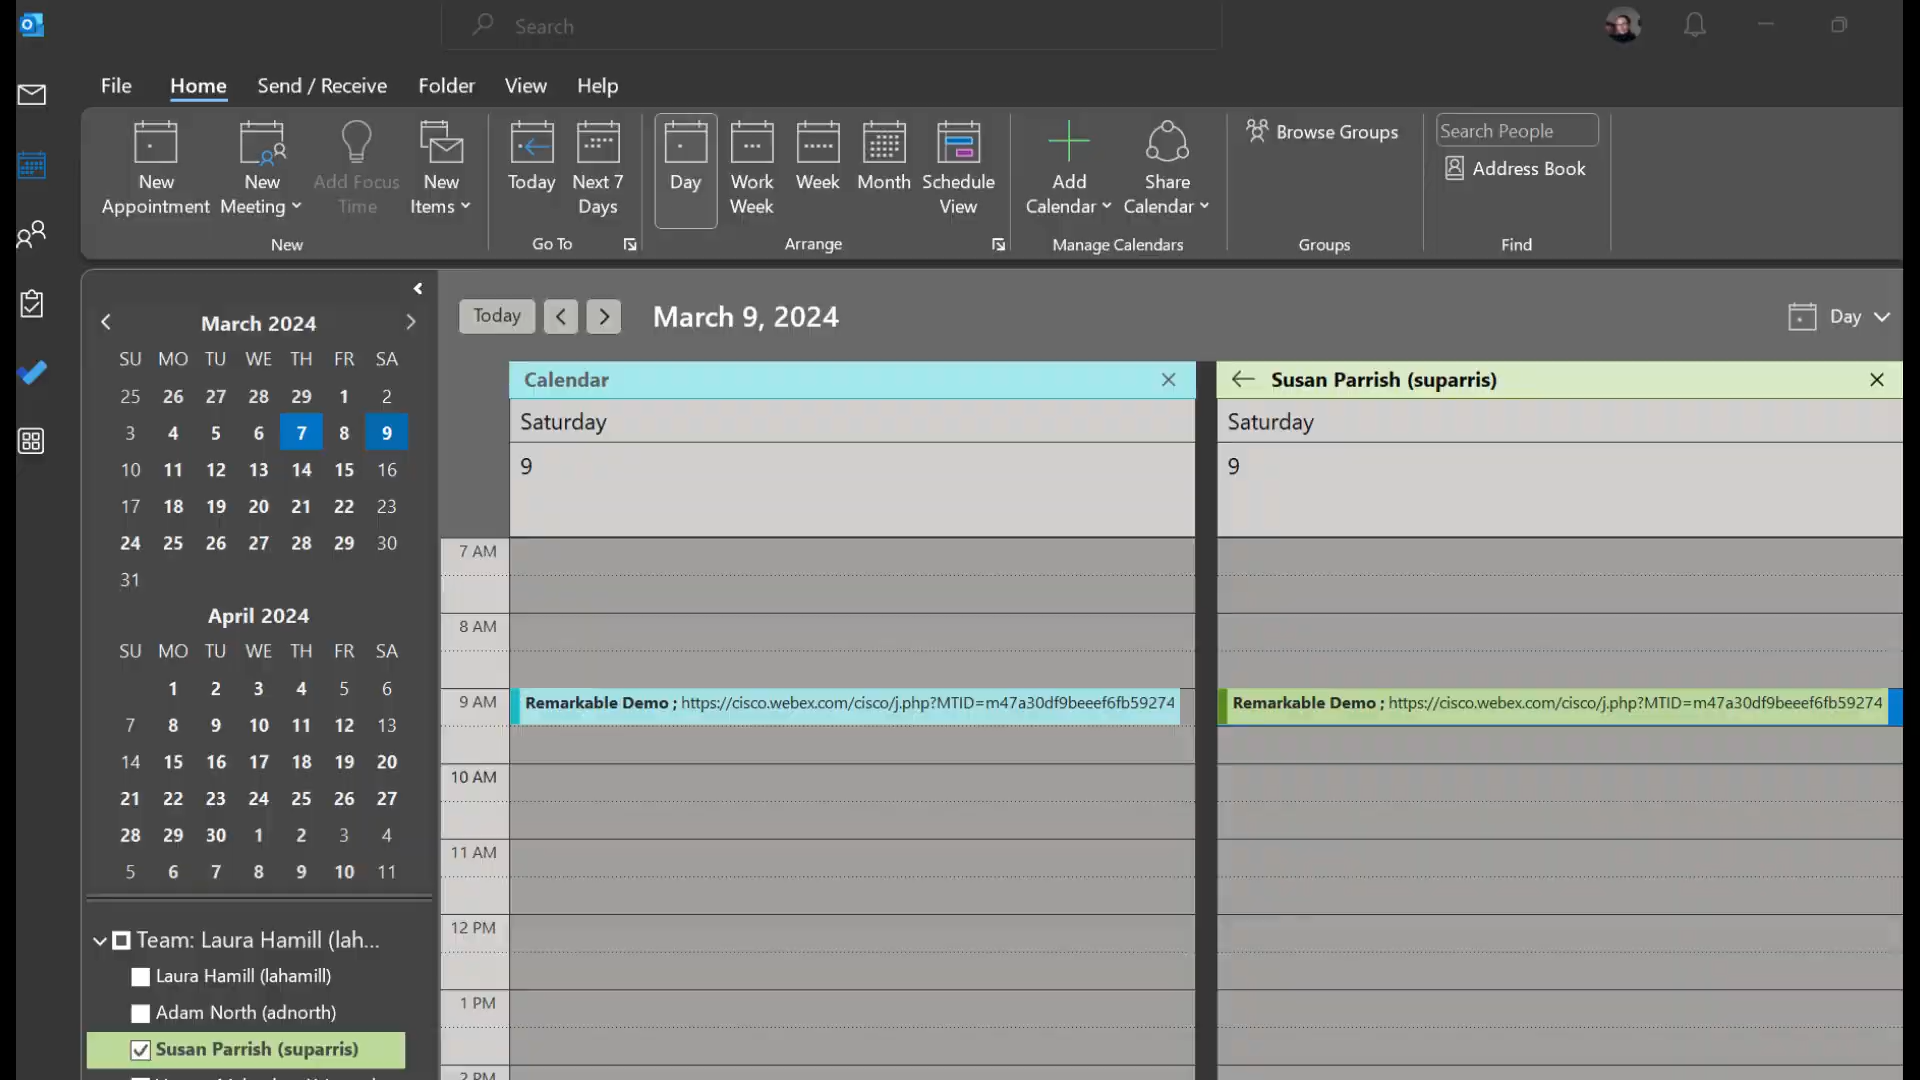 Search
File Home Send / Receive Folder View Help
New Appointment
New Meeting
Add Focus Time
New Items
New
Today
Next 7 Days
Go To
Day
Work Week
Week
Month
Schedule View
Arrange
Add Calendar
Share Calendar
Manage Calendars
Browse Groups
Groups
Search People
Address Book
Find
March 2024
SU MO TU WE TH FR SA
25 26 27 28 29 1 2
3 4 5 6 7 8 9
10 11 12 13 14 15 16
17 18 19 20 21 22 23
24 25 26 27 28 29 30
31
April 2024
SU MO TU WE TH FR SA
1 2 3 4 5 6
7 8 9 10 11 12 13
14 15 16 17 18 19 20
21 22 23 24 25 26 27
28 29 30 1 2 3 4
5 6 7 8 9 10 11
Team: Laura Hamill (lah...
Laura Hamill (lahamill)
Adam North (adnorth)
Susan Parrish (suparris)
Today
March 9, 2024
Day
Calendar
Saturday
9
Susan Parrish (suparris)
Saturday
9
7 AM
8 AM
9 AM
Remarkable Demo ; https://cisco.webex.com/cisco/j.php?MTID=m47a30df9beeef6fb59274
Remarkable Demo ; https://cisco.webex.com/cisco/j.php?MTID=m47a30df9beeef6fb59274
10 AM
11 AM
12 PM
1 PM
2 PM